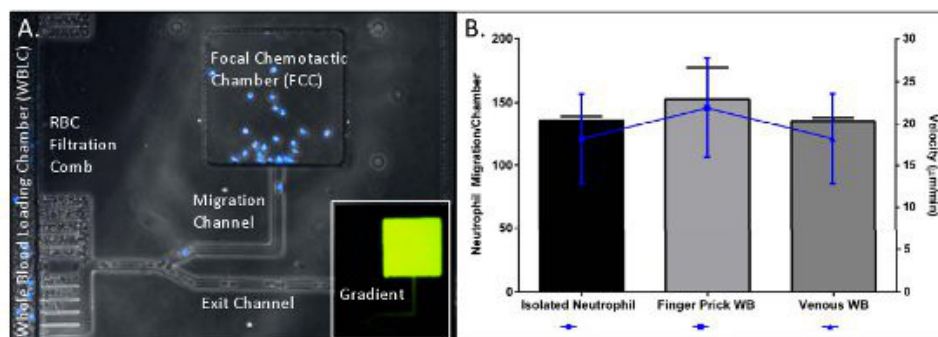 A.
Whole Blood Loading Chamber (WBLC)
RBC
Filtration
Comb
Focal Chemotactic
Chamber (FCC)
Migration
Channel
Exit Channel
Gradient
B.
Neutrophil Migration/Chamber
200
150
100
50
0
Isolated Neutrophil
Finger Prick WB
Venous WB
30
25
20
15
10
5
0
Velocity (μm/min)